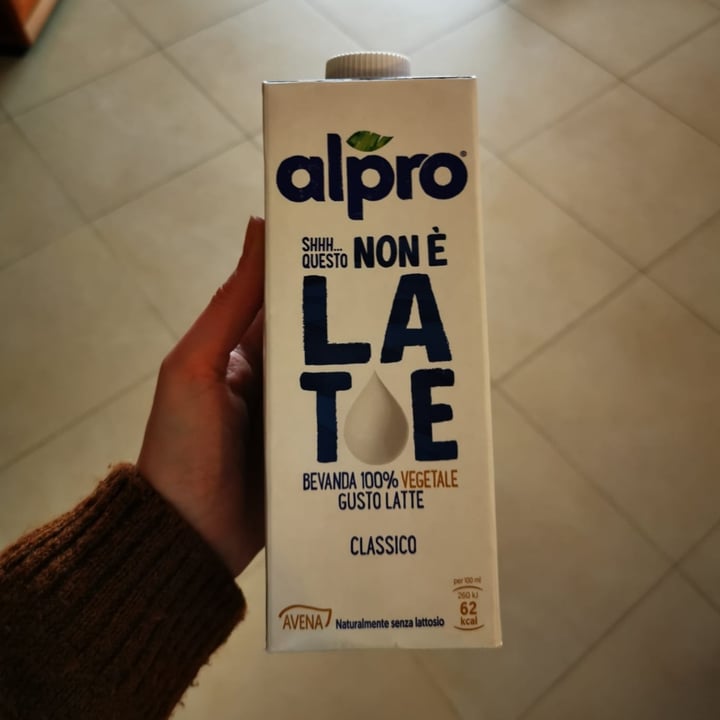 alpro®
SHHH...
QUESTO NON È
LA
T E
BEVANDA 100% VEGETALE
GUSTO LATTE
CLASSICO
per 100 ml
260 kJ
62
kcal
AVENA
Naturalmente senza lattosio